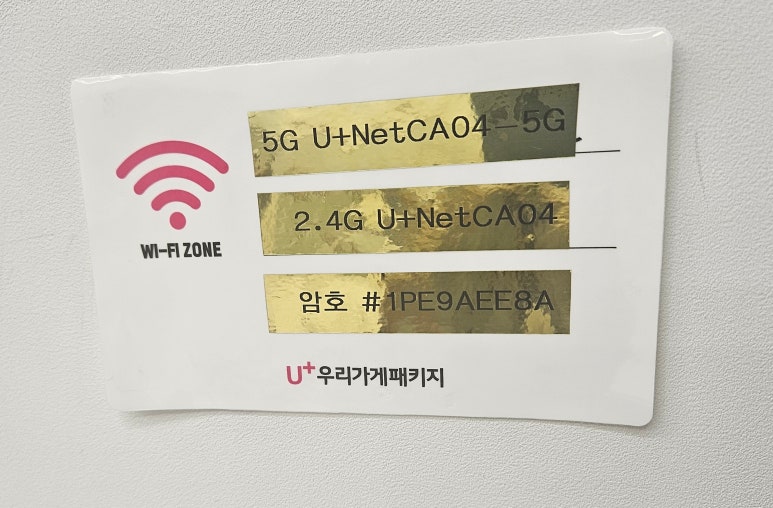 5G U+NetCA04-5G
2.4G U+NetCA04
WI-FI ZONE
암호 #1PE9AEE8A
U+우리가게패키지